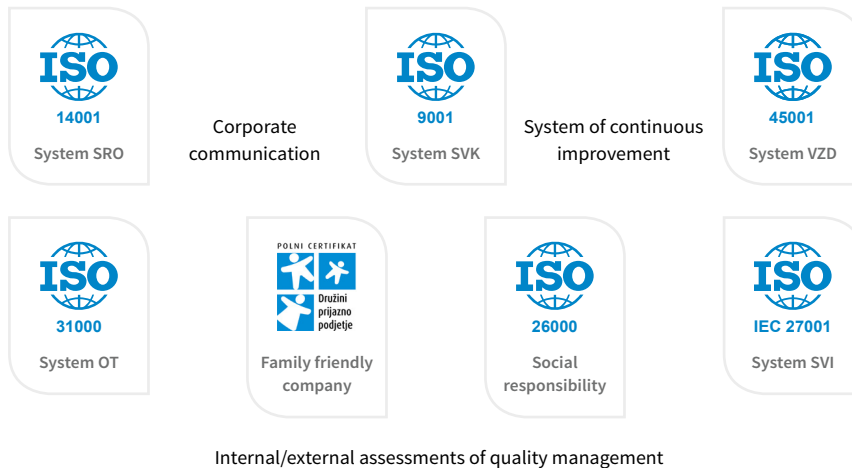 ISO
14001
System SRO
Corporate
communication
ISO
9001
System SVK
System of continuous
improvement
ISO
45001
System VZD
ISO
31000
System OT
POLNI CERTIFIKAT
Družini
prijazno
podjetje
Family friendly
company
ISO
26000
Social
responsibility
ISO
IEC 27001
System SVI
Internal/external assessments of quality management